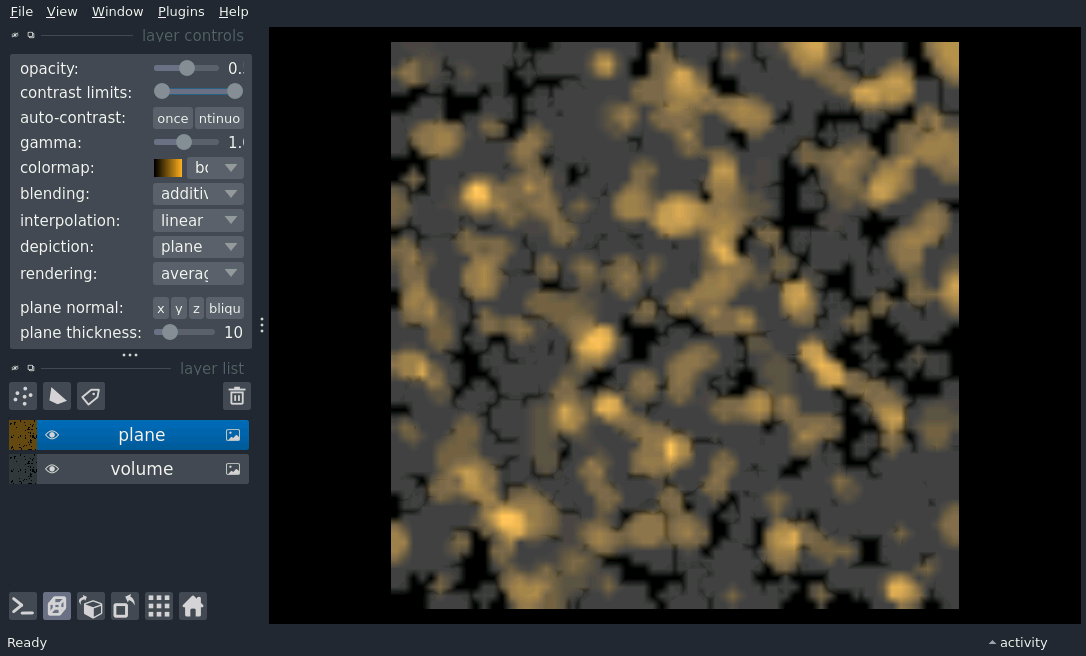 File View Window Plugins Help
layer controls
opacity: 0.
contrast limits:
auto-contrast: once ntinuo
gamma: 1.
colormap: bo
blending: additiv
interpolation: linear
depiction: plane
rendering: averag
plane normal: x y z bliqu
plane thickness: 10
layer list
plane
volume
Ready activity